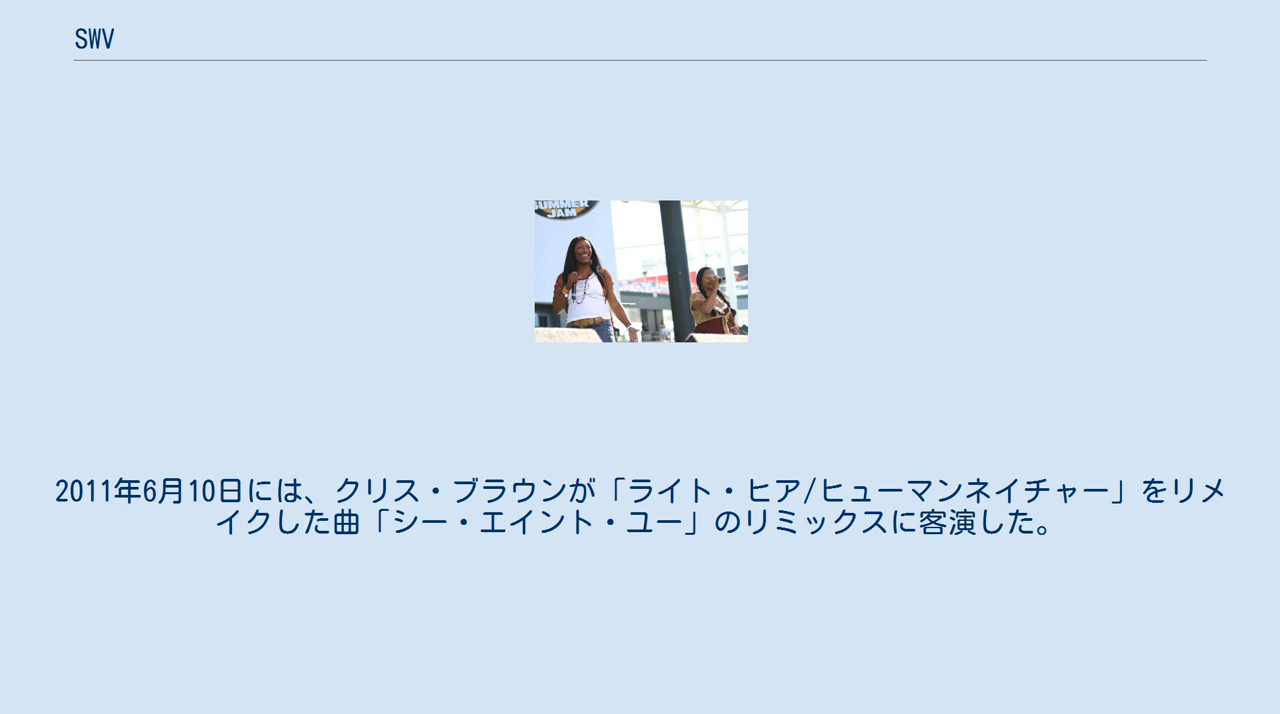 SWV
SUMMER
JAM
2011年6月10日には、クリス・ブラウンが「ライト・ヒア/ヒューマンネイチャー」をリメ
イクした曲「シー・エイント・ユー」のリミックスに客演した。